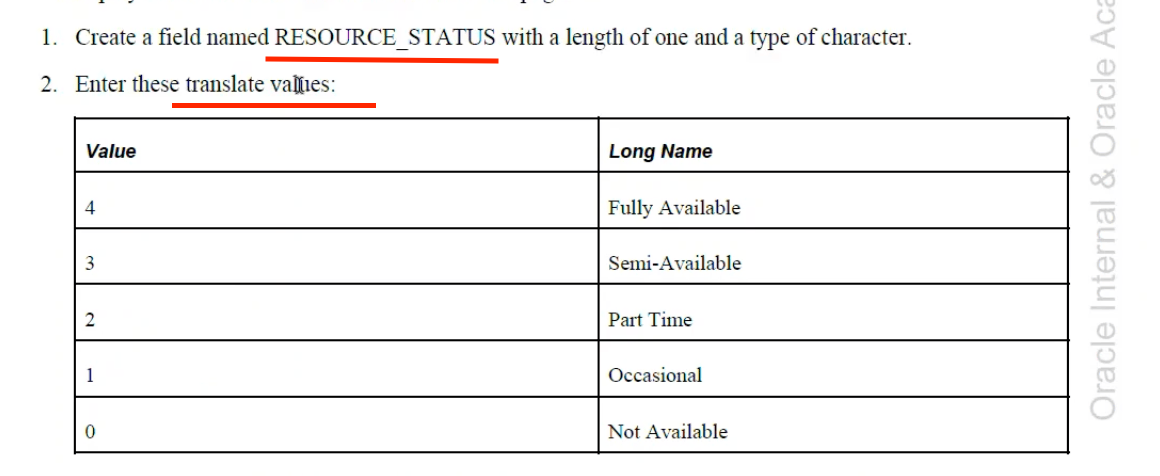 1. Create a field named RESOURCE_STATUS with a length of one and a type of character.
2. Enter these translate values:
Value Long Name
4 Fully Available
3 Semi-Available
2 Part Time
1 Occasional
0 Not Available
Oracle Internal & Oracle Aca